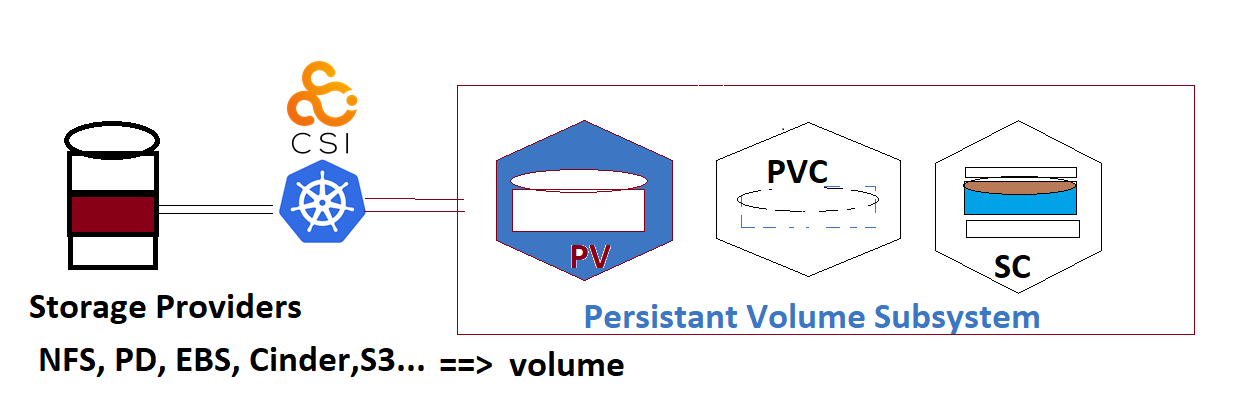 CSI
PVC
PV
SC
Storage Providers
Persistant Volume Subsystem
NFS, PD, EBS, Cinder,S3... ==> volume